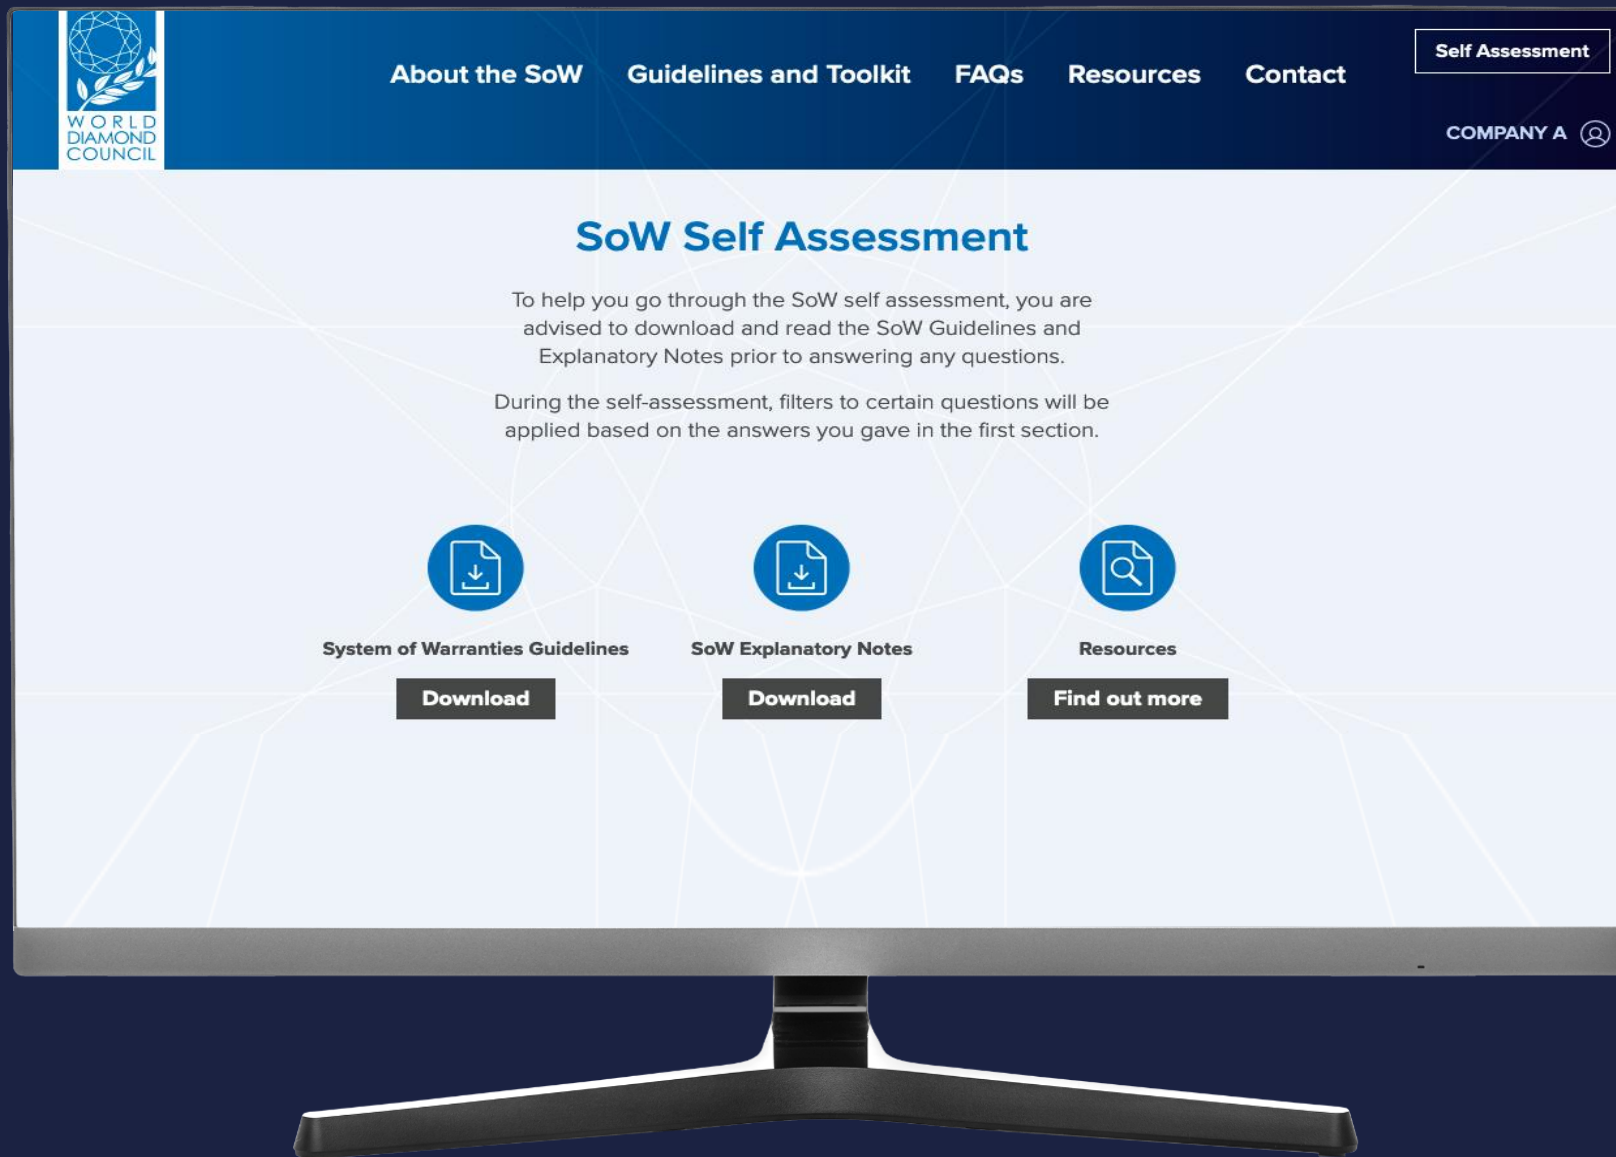 WORLD
DIAMOND
COUNCIL
About the SoW Guidelines and Toolkit FAQs Resources Contact
Self Assessment
COMPANY A
SoW Self Assessment
To help you go through the SoW self assessment, you are
advised to download and read the SoW Guidelines and
Explanatory Notes prior to answering any questions.
During the self-assessment, filters to certain questions will be
applied based on the answers you gave in the first section.
System of Warranties Guidelines
Download
SoW Explanatory Notes
Download
Resources
Find out more